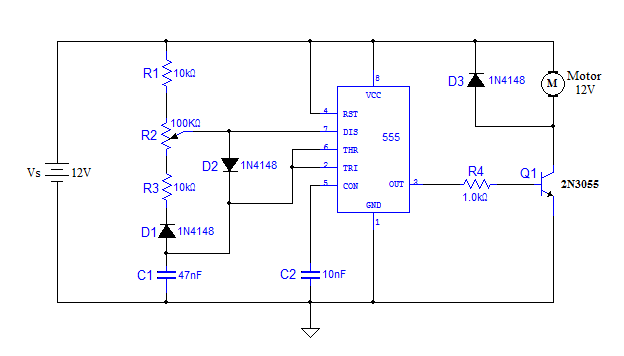 R1 10kΩ
R2 100KΩ
R3 10kΩ
D1 1N4148
C1 47nF
Vs 12V
D2 1N4148
C2 10nF
4 RST
7 DIS
6 THR
2 TRI
5 CON
8
VCC
555
OUT 3
GND
1
R4
1.0kΩ
D3 1N4148
M
Motor
12V
Q1
2N3055